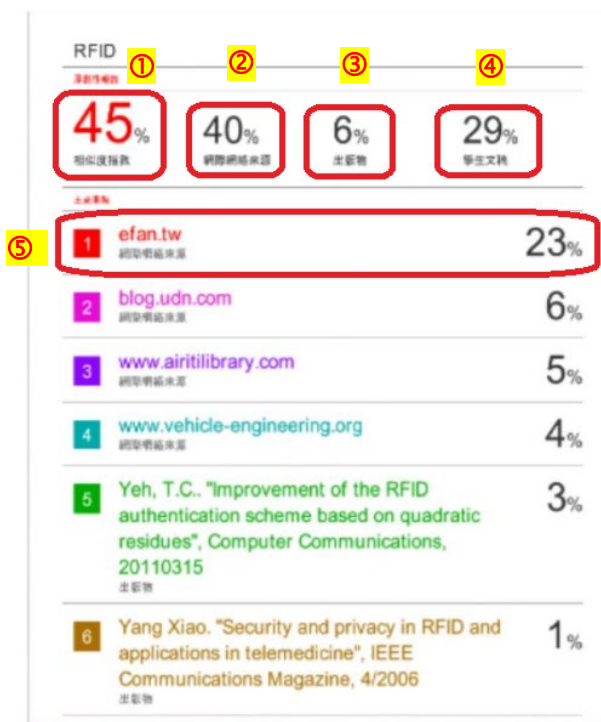 RFID
① ② ③ ④
原創性報告
45% 40% 6% 29%
相似度指數 網際網絡來源 出版物 學生文稿
主要來源
⑤
1 efan.tw 23%
網際網絡來源
2 blog.udn.com 6%
網際網絡來源
3 www.airitilibrary.com 5%
網際網絡來源
4 www.vehicle-engineering.org 4%
網際網絡來源
5 Yeh, T.C.. "Improvement of the RFID 3%
authentication scheme based on quadratic
residues", Computer Communications,
20110315
出版物
6 Yang Xiao. "Security and privacy in RFID and 1%
applications in telemedicine", IEEE
Communications Magazine, 4/2006
出版物